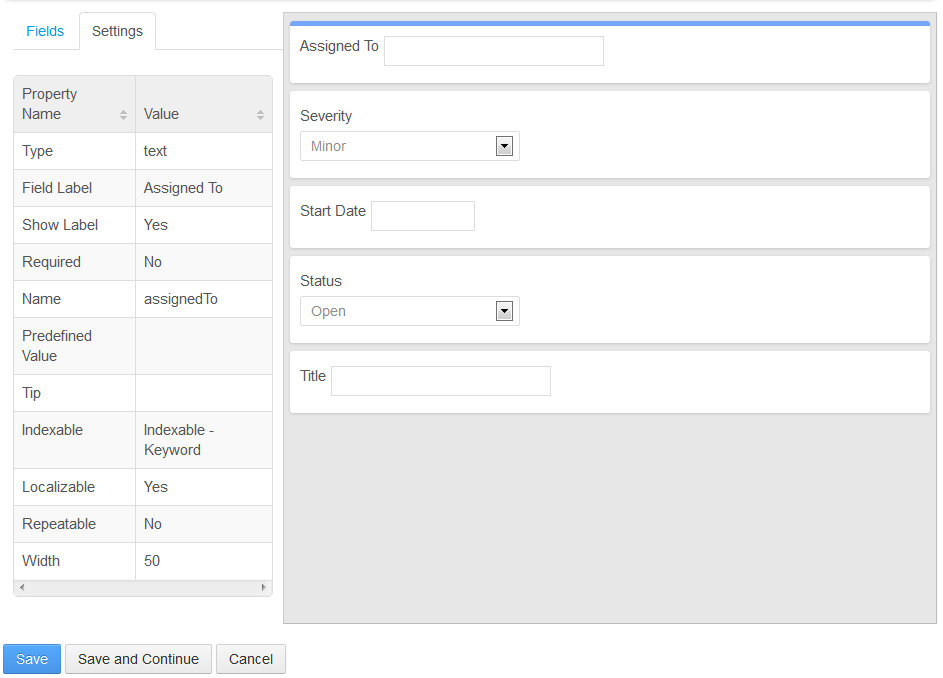 Fields Settings
Property
Name Value
Type text
Field Label Assigned To
Show Label Yes
Required No
Name assignedTo
Predefined
Value
Tip
Indexable Indexable -
Keyword
Localizable Yes
Repeatable No
Width 50
Assigned To
Severity
Minor
Start Date
Status
Open
Title
Save Save and Continue Cancel